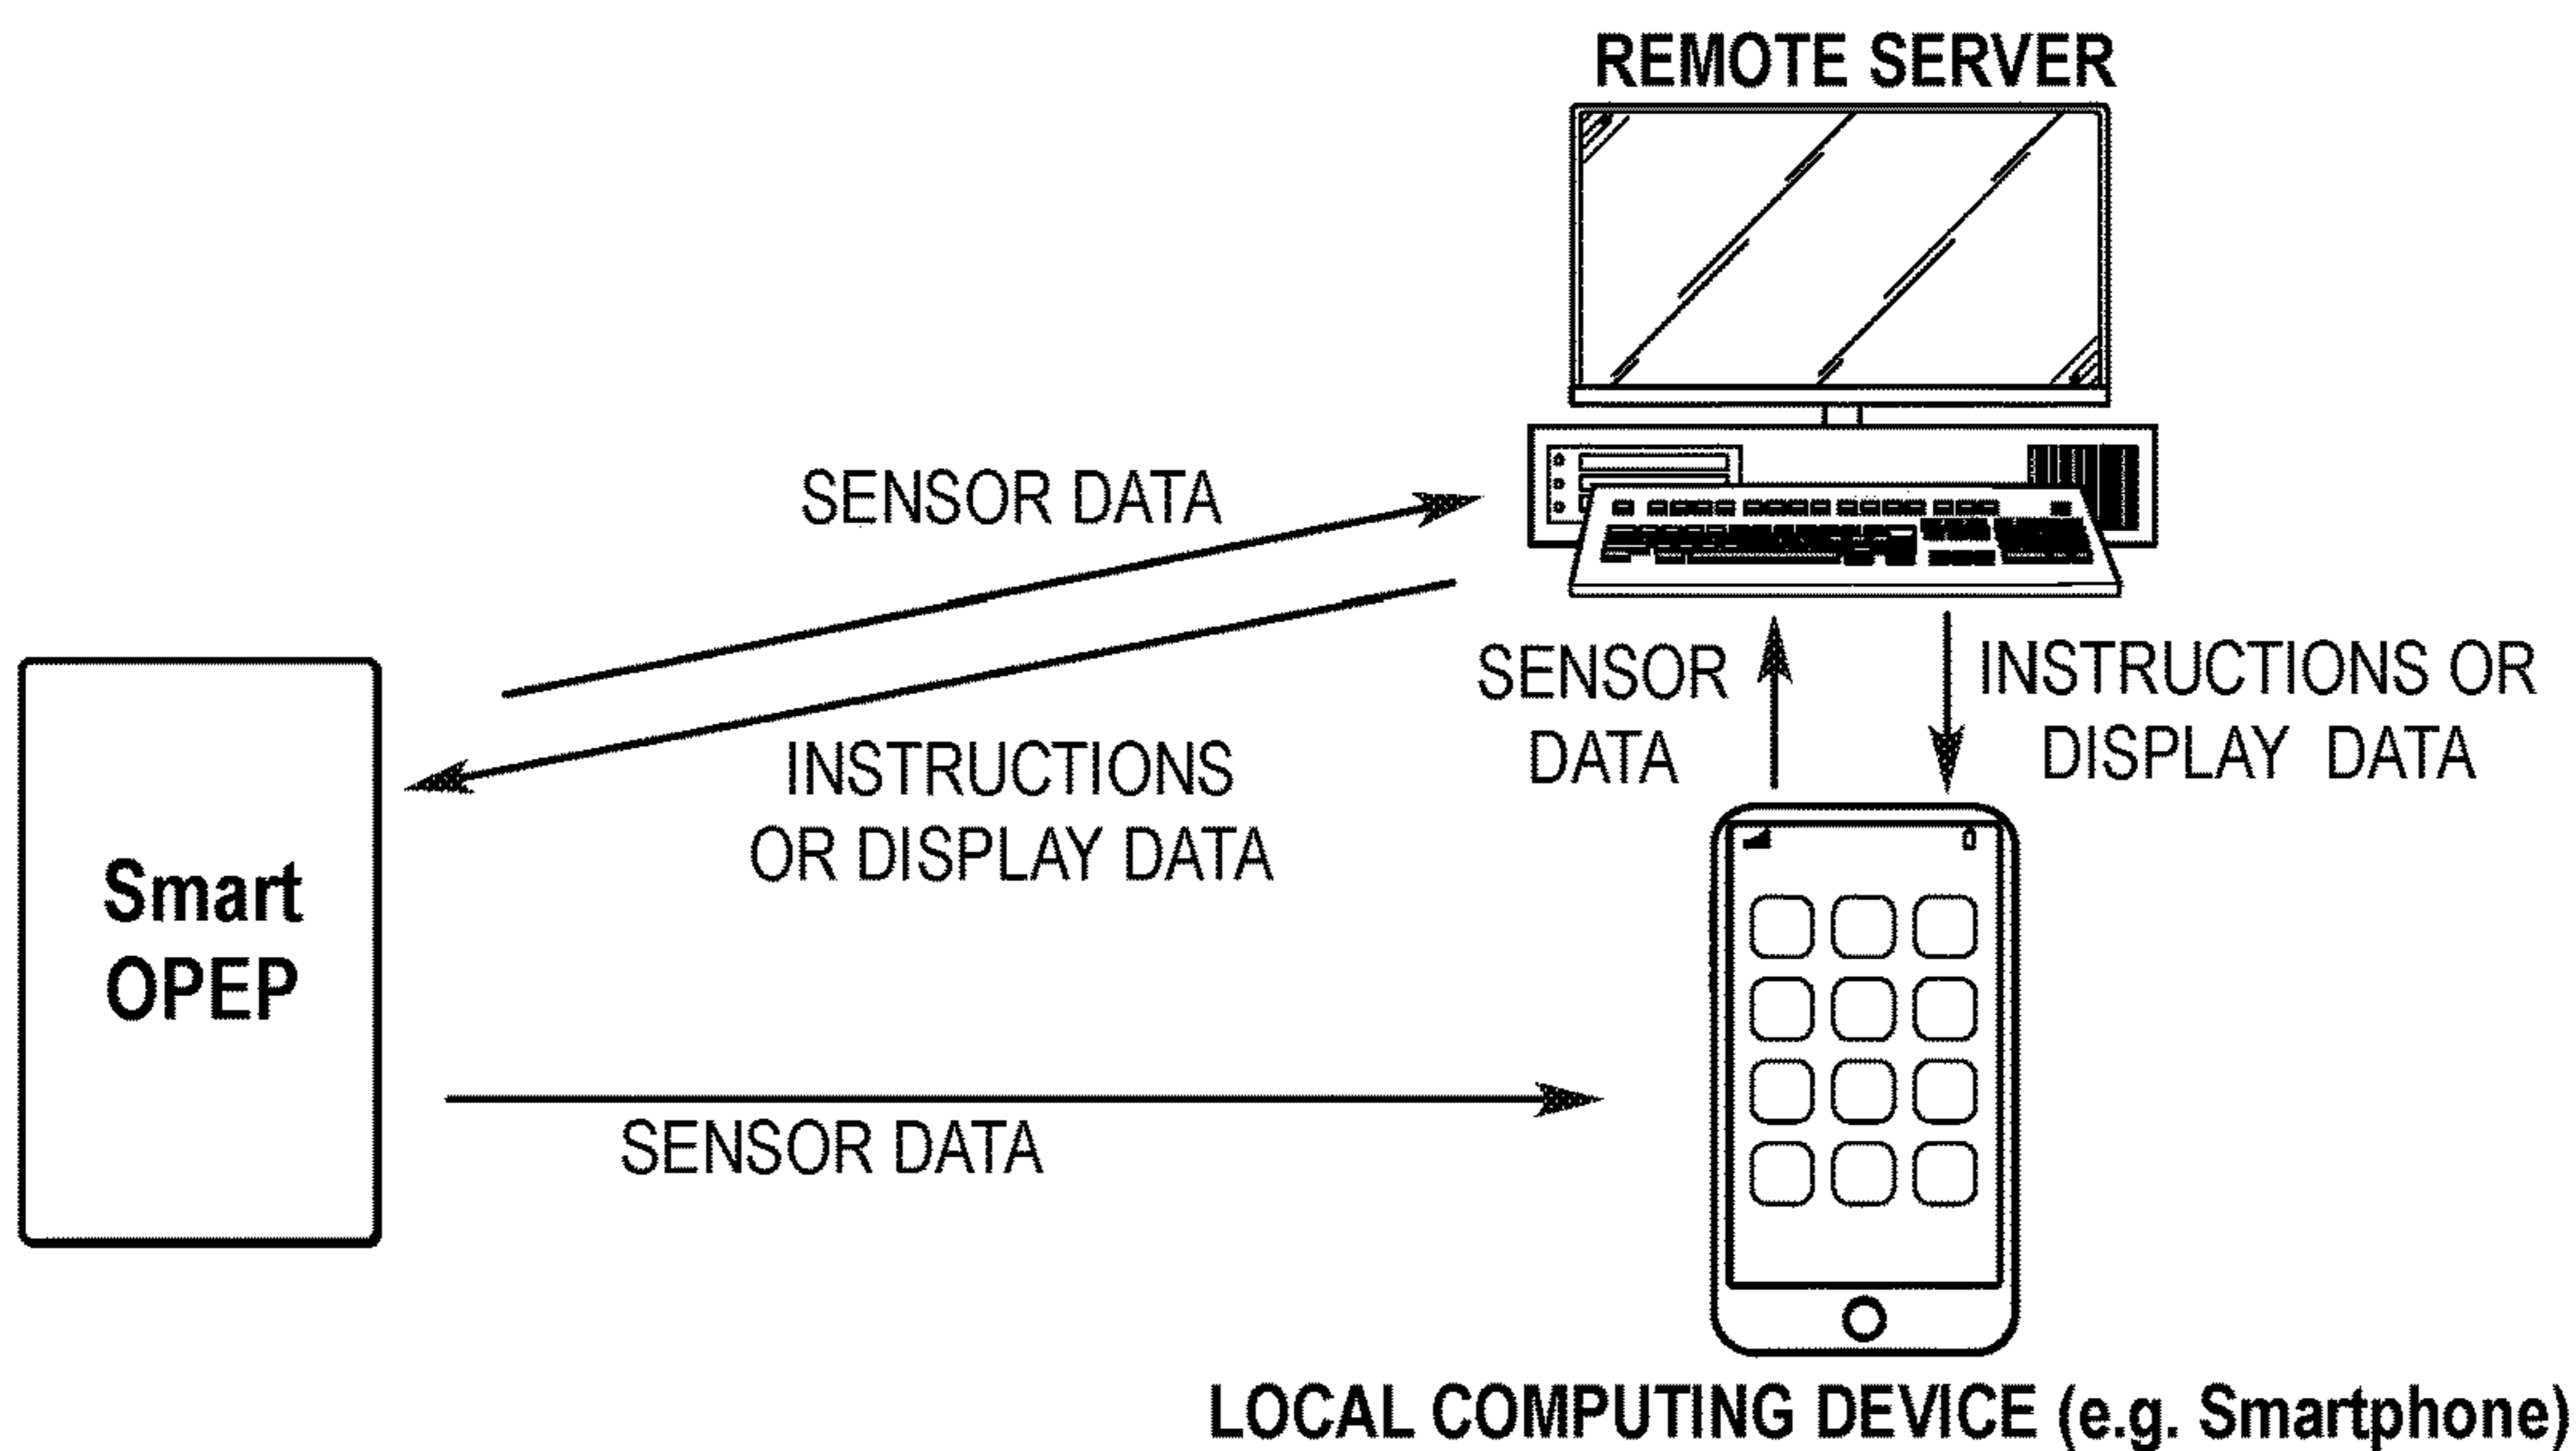 REMOTE SERVER
SENSOR DATA
SENSOR
DATA
INSTRUCTIONS OR
DISPLAY DATA
INSTRUCTIONS
OR DISPLAY DATA
Smart
OPEP
SENSOR DATA
LOCAL COMPUTING DEVICE (e.g. Smartphone)